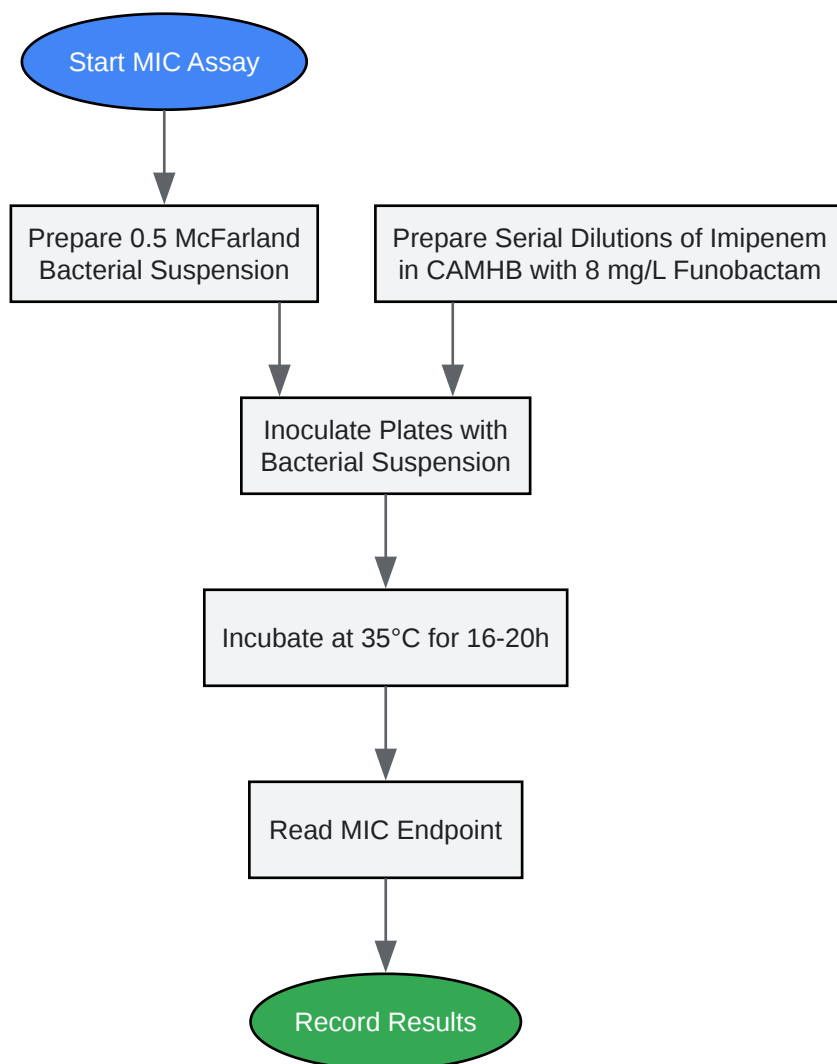 Start MIC Assay
Prepare 0.5 McFarland
Bacterial Suspension
Prepare Serial Dilutions of Imipenem
in CAMHB with 8 mg/L Funobactam
Inoculate Plates with
Bacterial Suspension
Incubate at 35°C for 16-20h
Read MIC Endpoint
Record Results